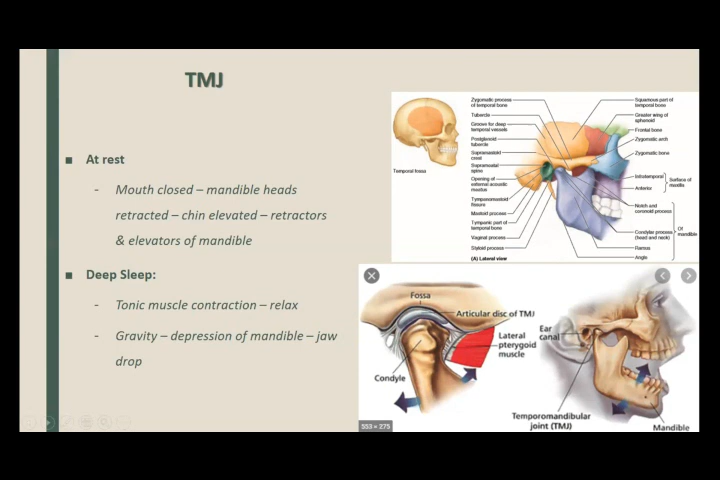 TMJ
■ At rest
- Mouth closed – mandible heads
retracted – chin elevated – retractors
& elevators of mandible
■ Deep Sleep:
- Tonic muscle contraction – relax
- Gravity – depression of mandible – jaw
drop
Temporal fossa
Zygomatic process
of temporal bone
Tubercle
Groove for deep
temporal vessels
Postglenoid
tubercle
Supramastoid
crest
Suprameatal
spine
Opening of
external acoustic
meatus
Tympanomastoid
fissure
Mastoid process
Tympanic part of
temporal bone
Vaginal process
Styloid process
(A) Lateral view
Squamous part of
temporal bone
Greater wing of
sphenoid
Frontal bone
Zygomatic arch
Zygomatic bone
Infratemporal
Anterior
Surface of
maxilla
Notch and
coronoid process
Condylar process
(head and neck)
Ramus
Angle
Of
mandible
Fossa
Articular disc of TMJ
Lateral
pterygoid
muscle
Condyle
Ear
canal
Temporomandibular
joint (TMJ)
Mandible
553 × 275